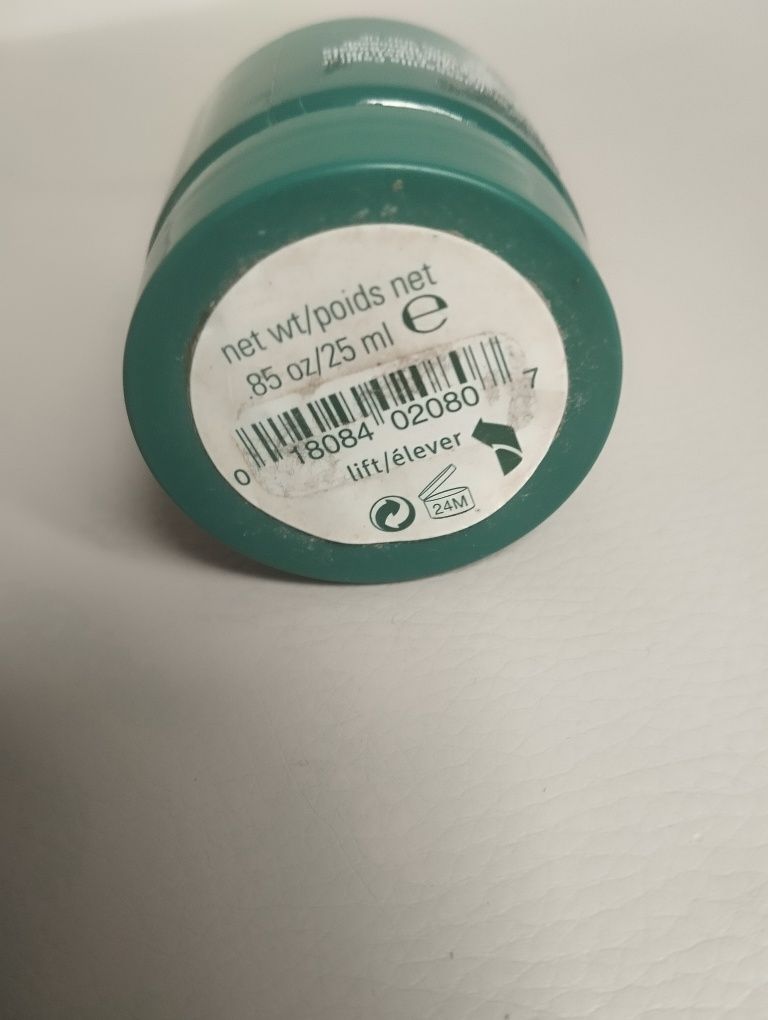 net wt/poids net
.85 oz/25 ml e
0 18084 02080 7
lift/élever
24M